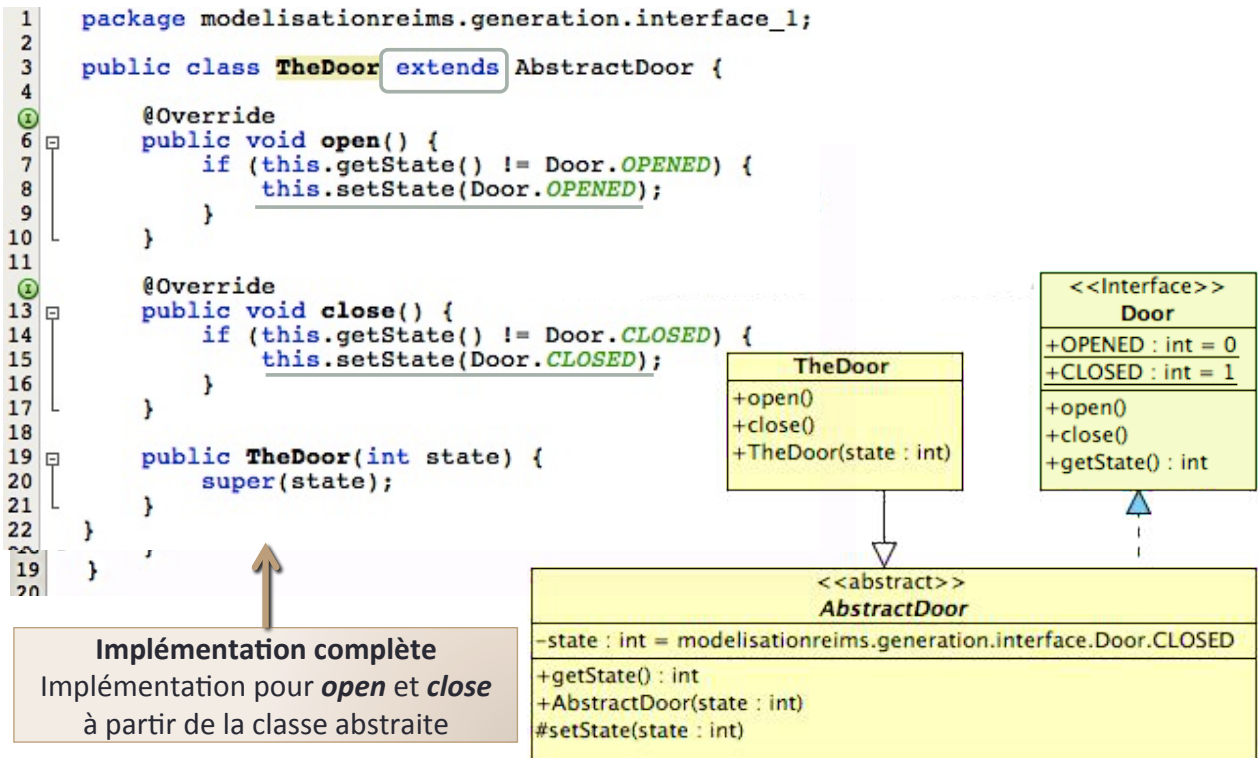 1 package modelisationreims.generation.interface_1;
2
3 public class TheDoor extends AbstractDoor {
4
@Override
6 public void open() {
7 if (this.getState() != Door.OPENED) {
8 this.setState(Door.OPENED);
9 }
10 }
11
@Override
13 public void close() {
14 if (this.getState() != Door.CLOSED) {
15 this.setState(Door.CLOSED);
16 }
17 }
18
19 public TheDoor(int state) {
20 super(state);
21 }
22 }
19 }
20
Implémentation complète
Implémentation pour open et close
à partir de la classe abstraite
TheDoor
+open()
+close()
+TheDoor(state : int)
<<Interface>>
Door
+OPENED : int = 0
+CLOSED : int = 1
+open()
+close()
+getState() : int
<<abstract>>
AbstractDoor
-state : int = modelisationreims.generation.interface.Door.CLOSED
+getState() : int
+AbstractDoor(state : int)
#setState(state : int)